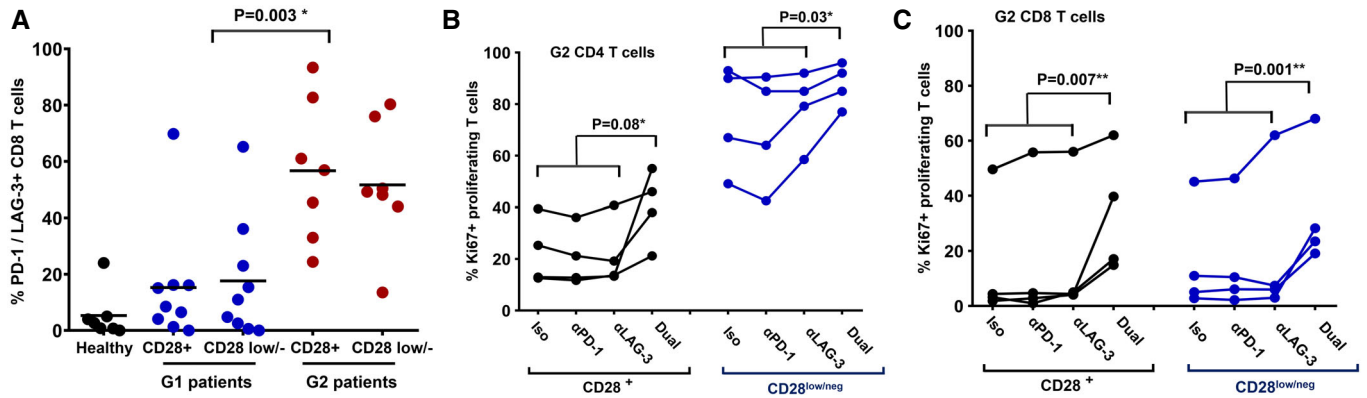 A
P=0.003 *
% PD-1 / LAG-3+ CD8 T cells
100
80
60
40
20
0
Healthy
CD28+
CD28 low/-
CD28+
CD28 low/-
G1 patients
G2 patients
B
G2 CD4 T cells
P=0.03*
P=0.08*
% Ki67+ proliferating T cells
100
80
60
40
20
0
Iso
αPD-1
αLAG-3
Dual
Iso
αPD-1
αLAG-3
Dual
CD28 +
CD28low/neg
C
G2 CD8 T cells
P=0.007**
P=0.001**
% Ki67+ proliferating T cells
100
80
60
40
20
0
Iso
αPD-1
αLAG-3
Dual
Iso
αPD-1
αLAG-3
Dual
CD28 +
CD28low/neg